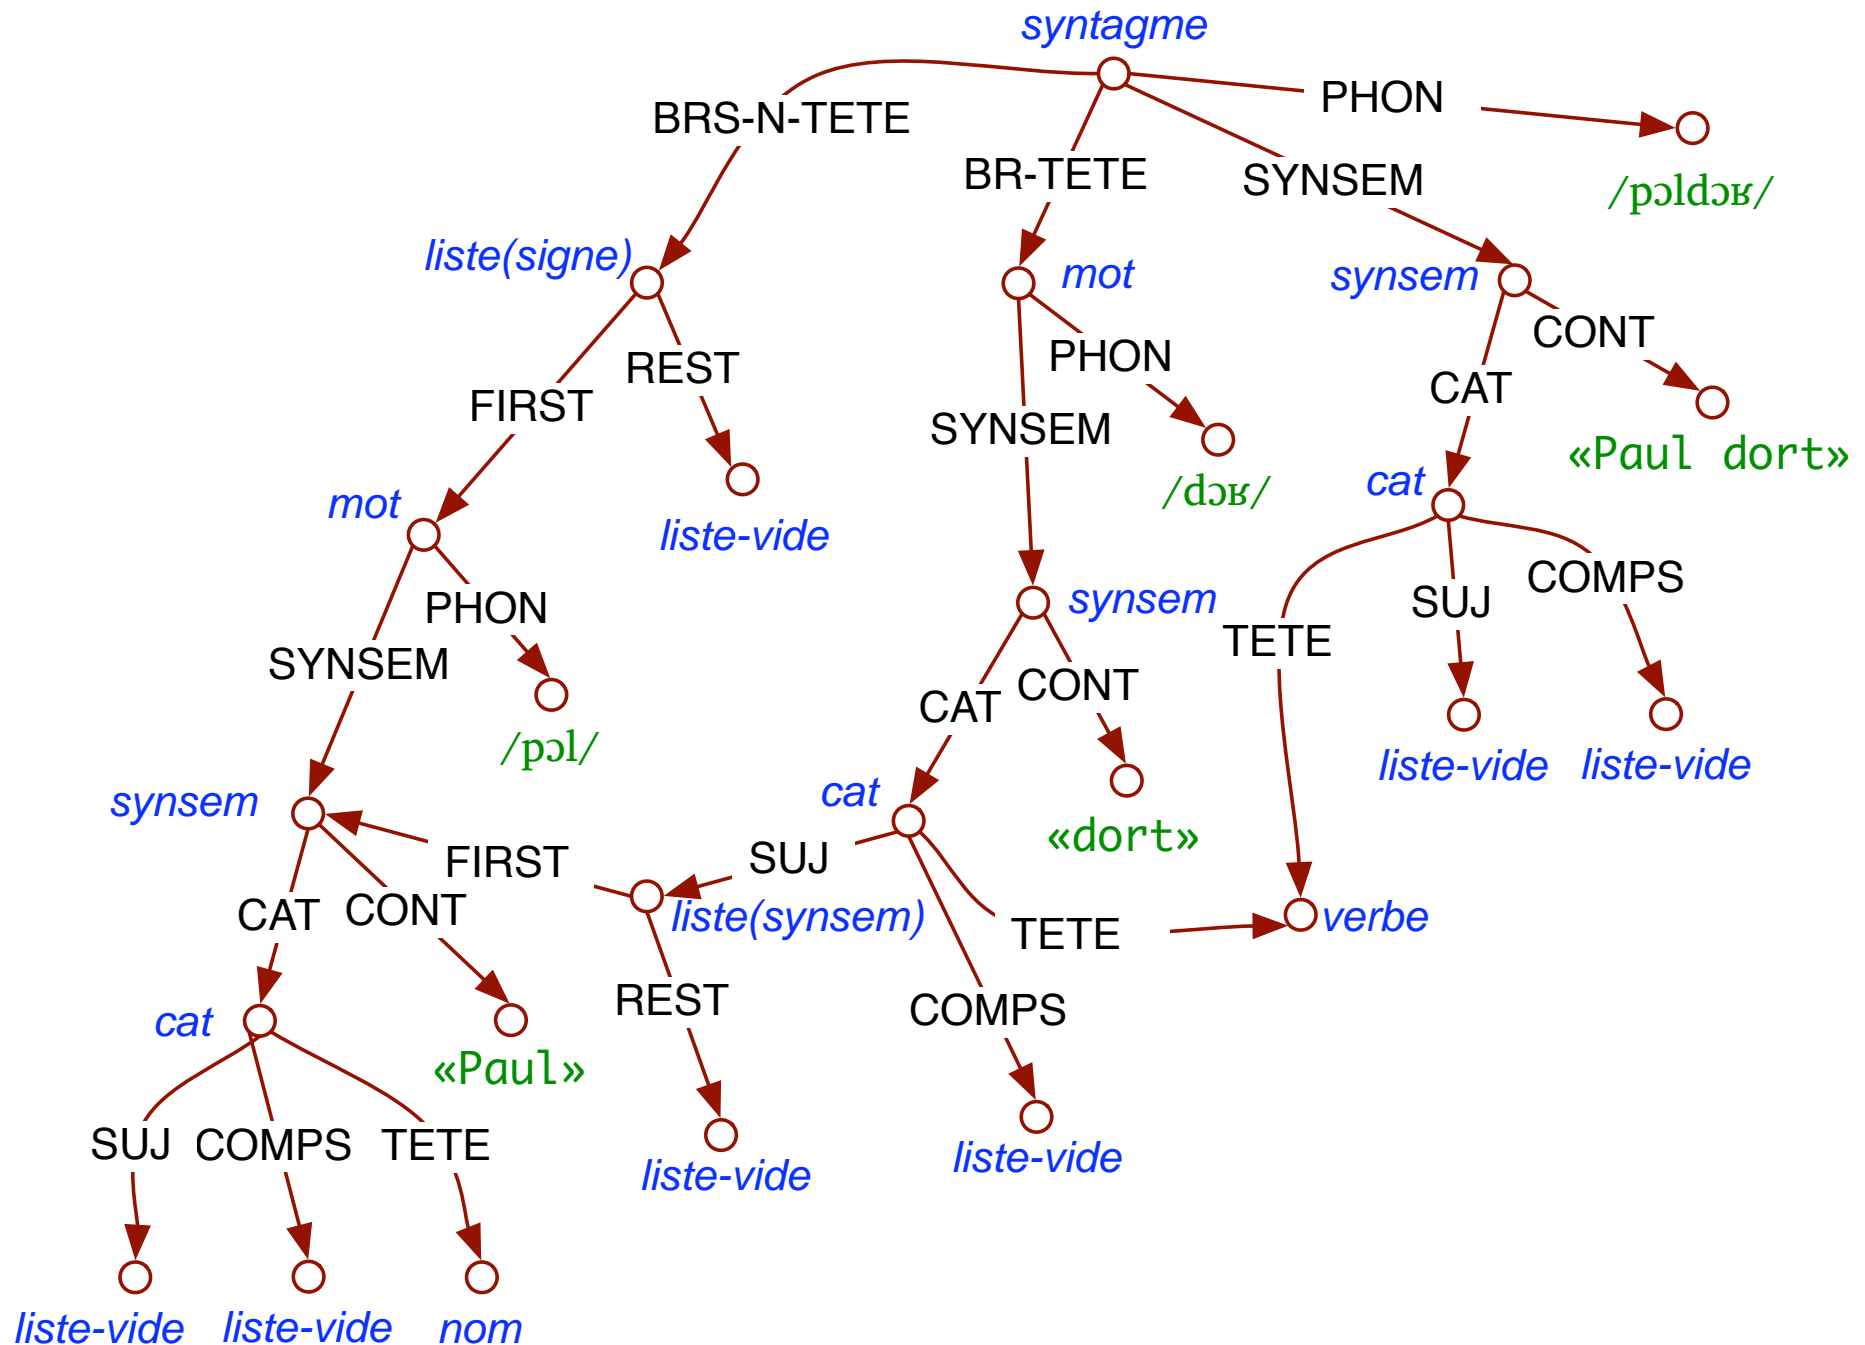 syntagme
BRS-N-TETE
PHON
BR-TETE
SYNSEM
/pɔldɔʁ/
liste(signe)
mot
synsem
CONT
REST
PHON
CAT
FIRST
SYNSEM
«Paul dort»
mot
liste-vide
/dɔʁ/
cat
PHON
synsem
SUJ
COMPS
SYNSEM
TETE
CAT
CONT
/pɔl/
liste-vide
liste-vide
synsem
cat
«dort»
FIRST
SUJ
CAT
CONT
liste(synsem)
TETE
verbe
REST
COMPS
cat
«Paul»
SUJ
COMPS
TETE
liste-vide
liste-vide
liste-vide
liste-vide
nom